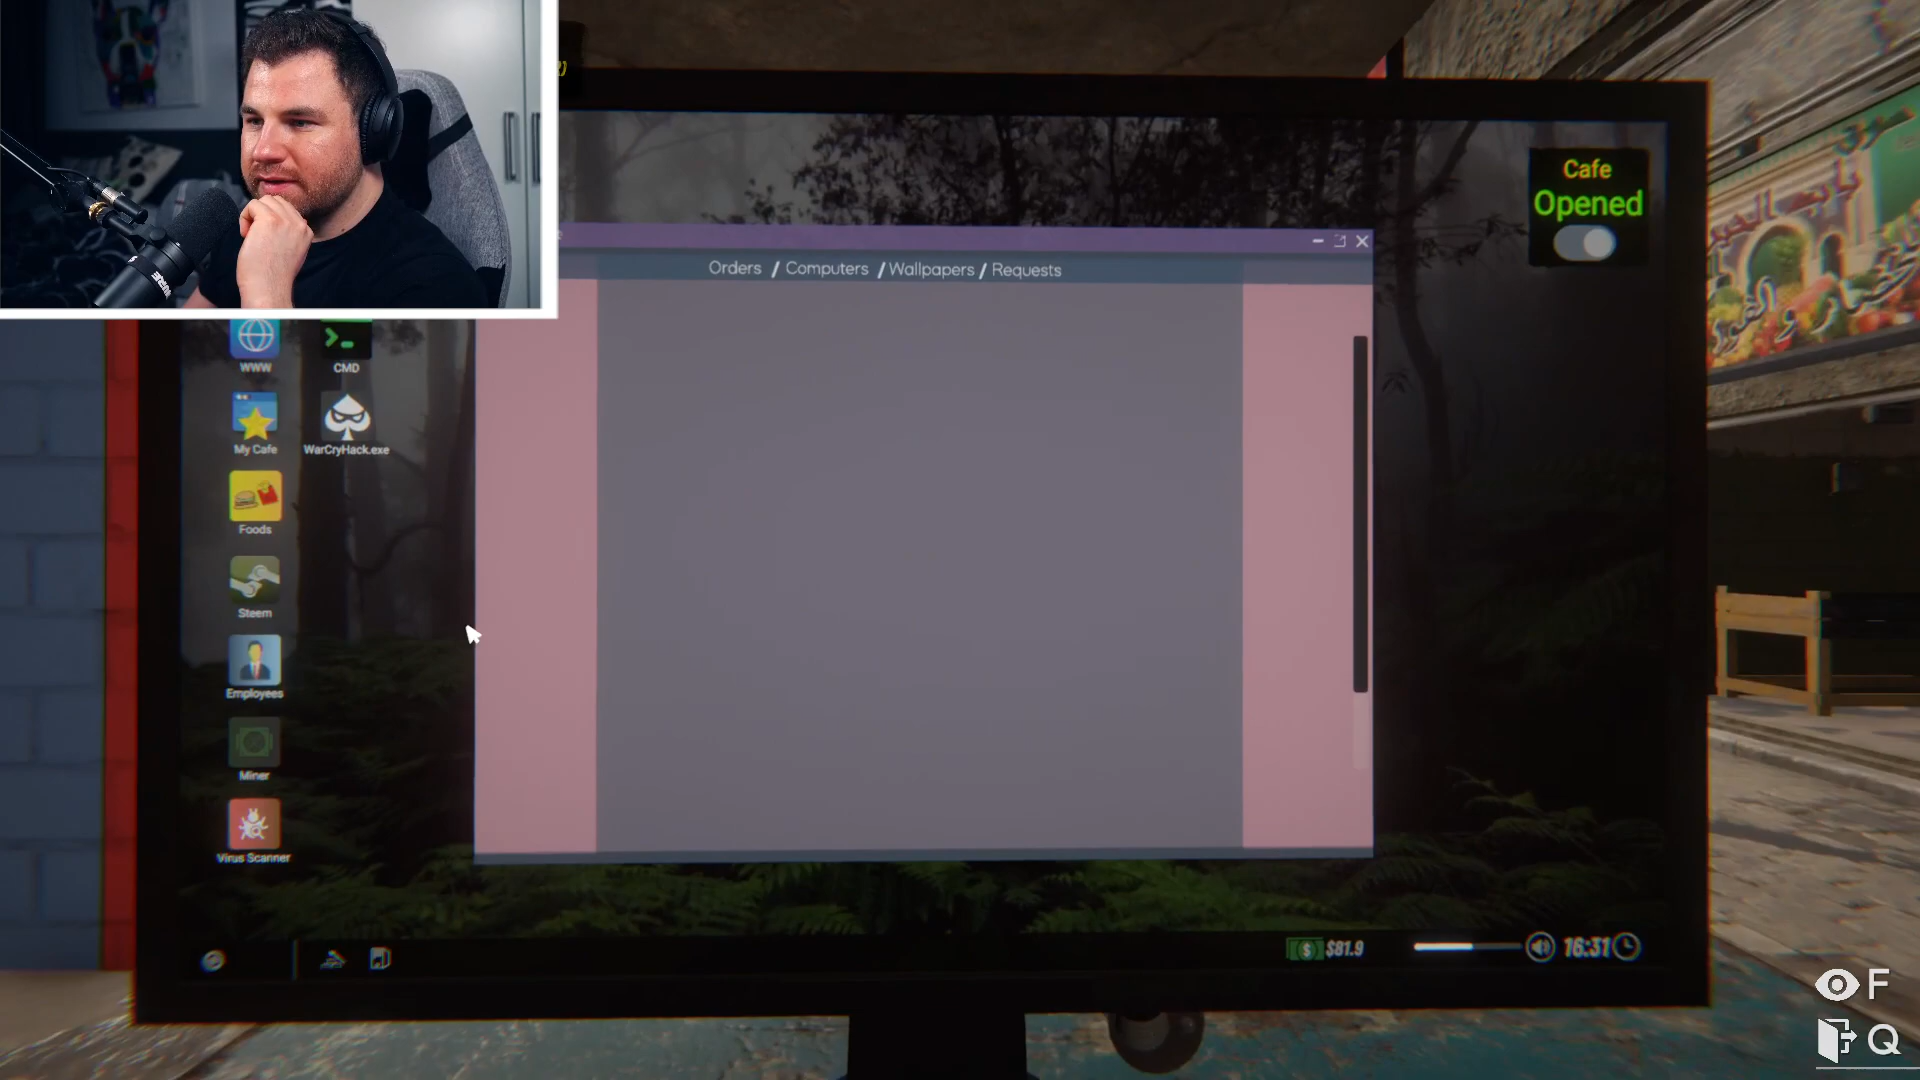 Cafe
Opened
Orders / Computers / Wallpapers / Requests
WWW
CMD
My Cafe
WarCryHack.exe
Foods
Steem
Employees
Miner
Virus Scanner
$81.9
16:31
F
Q